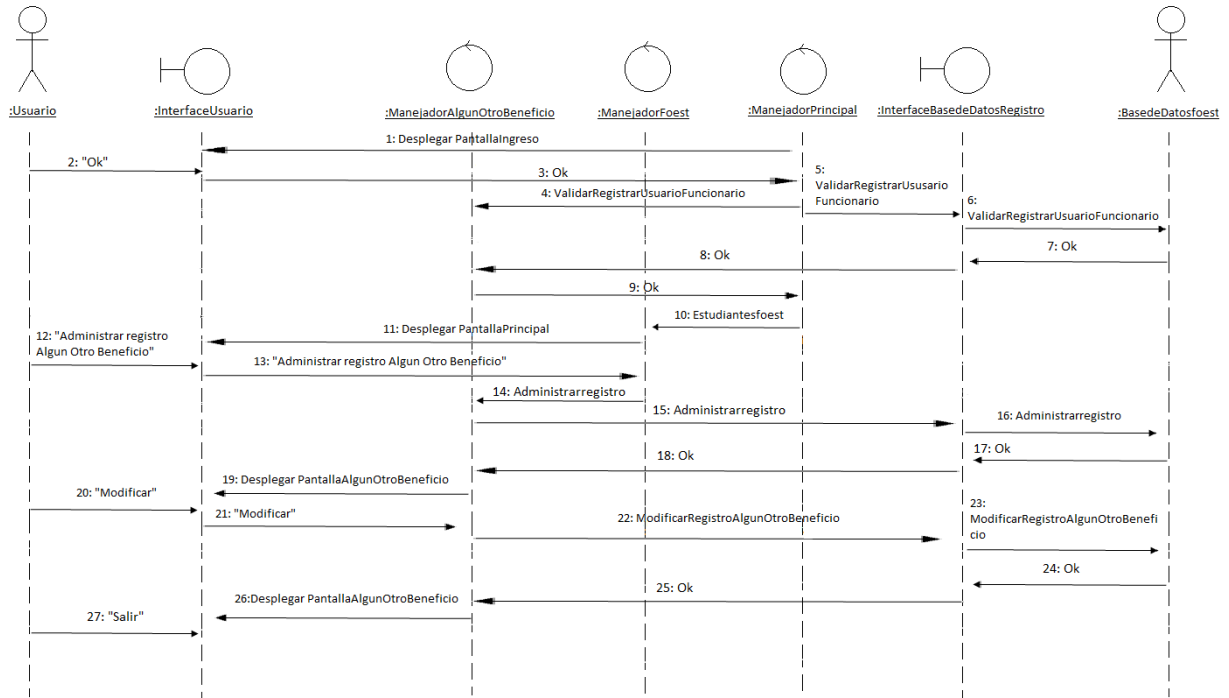 :Usuario
:InterfaceUsuario
:ManejadorAlgunOtroBeneficio
:ManejadorFoest
:ManejadorPrincipal
:InterfaceBasedeDatosRegistro
:BasedeDatosfoest
1: Desplegar PantallaIngreso
2: "Ok"
3: Ok
4: ValidarRegistrarUsuarioFuncionario
5:
ValidarRegistrarUsusario
Funcionario
6:
ValidarRegistrarUsuarioFuncionario
7: Ok
8: Ok
9: Ok
10: Estudiantesfoest
11: Desplegar PantallaPrincipal
12: "Administrar registro
Algun Otro Beneficio"
13: "Administrar registro Algun Otro Beneficio"
14: Administrarregistro
15: Administrarregistro
16: Administrarregistro
17: Ok
18: Ok
19: Desplegar PantallaAlgunOtroBeneficio
20: "Modificar"
21: "Modificar"
22: ModificarRegistroAlgunOtroBeneficio
23:
ModificarRegistroAlgunOtroBenefi
cio
24: Ok
25: Ok
26:Desplegar PantallaAlgunOtroBeneficio
27: "Salir"